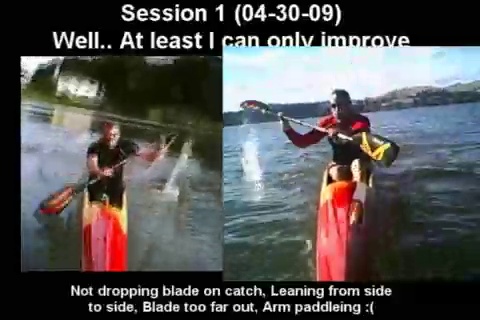 Session 1 (04-30-09)
Well.. At least I can only improve
Not dropping blade on catch, Leaning from side
to side, Blade too far out, Arm paddleing :(